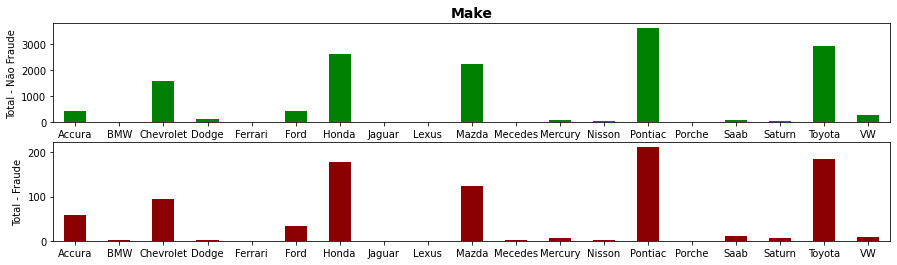 Make
Total - Não Fraude
3000
2000
1000
0
Accura BMW Chevrolet Dodge Ferrari Ford Honda Jaguar Lexus Mazda Mecedes Mercury Nisson Pontiac Porche Saab Saturn Toyota VW
Total - Fraude
200
100
0
Accura BMW Chevrolet Dodge Ferrari Ford Honda Jaguar Lexus Mazda Mecedes Mercury Nisson Pontiac Porche Saab Saturn Toyota VW